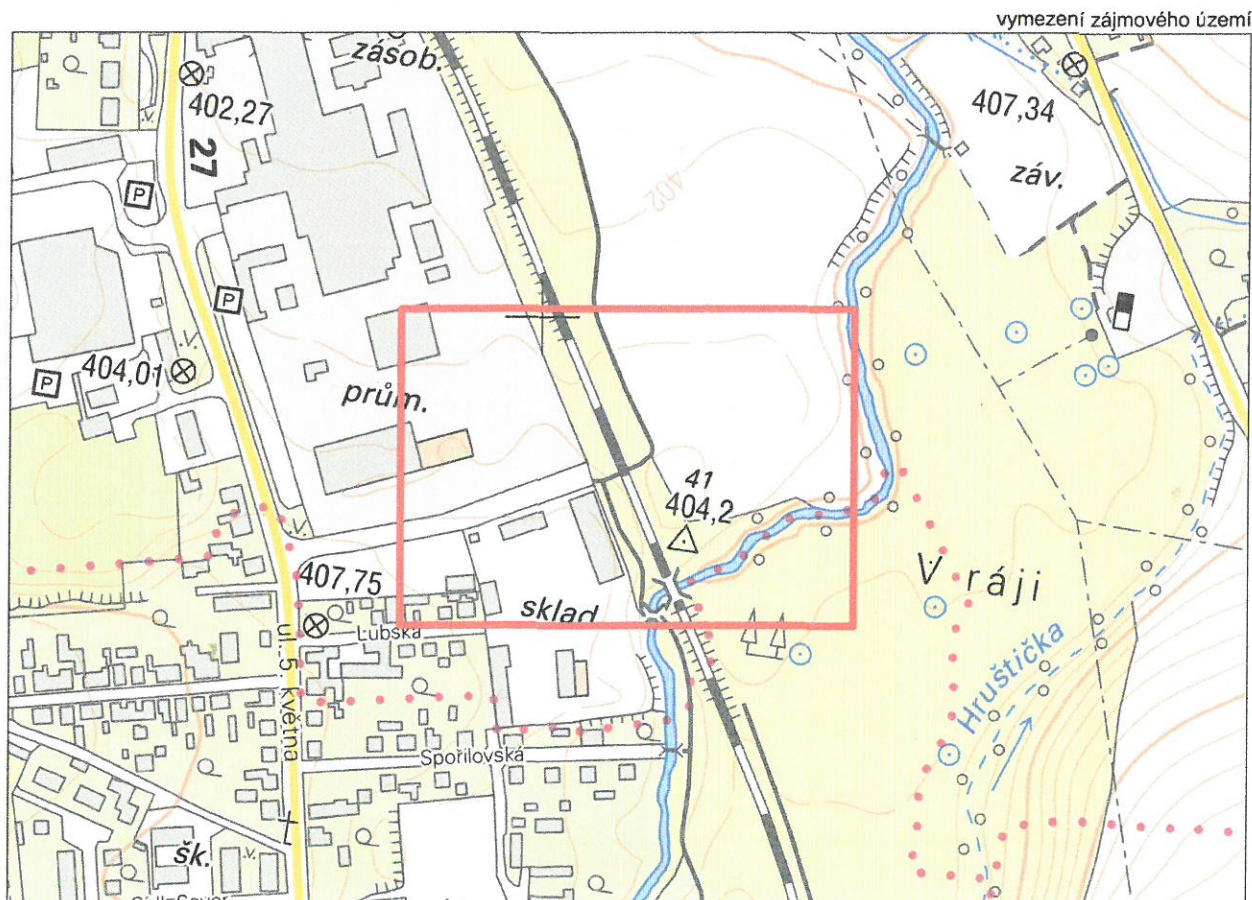 vymezení zájmového území
zásob.
402,27
27
407,34
záv.
P
402
P
404,01
P
prům.
41
404,2
V ráji
407,75
sklad
Lubská
ul. 5. května
Hruštička
Spořilovská
šk.